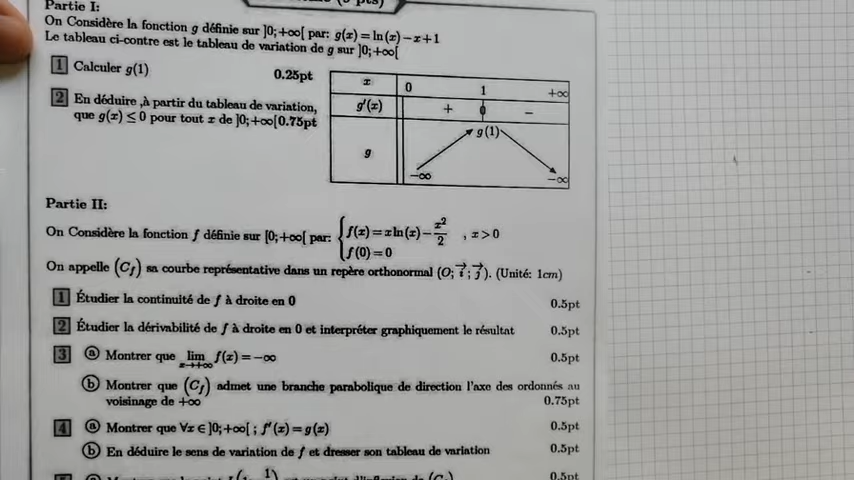 Partie I:
On Considère la fonction g définie sur ]0;+∞[ par: g(x) = ln(x) − x + 1
Le tableau ci-contre est le tableau de variation de g sur ]0;+∞[
1 Calculer g(1) 0.25pt
2 En déduire ,à partir du tableau de variation,
que g(x) ≤ 0 pour tout x de ]0;+∞[ 0.75pt
x 0 1 +∞
g'(x) + 0 −
g −∞ g(1) −∞
Partie II:
On Considère la fonction f définie sur [0;+∞[ par: { f(x) = x ln(x) − x²/2 , x > 0
f(0) = 0
On appelle (Cf) sa courbe représentative dans un repère orthonormal (O; i⃗ ; j⃗). (Unité: 1cm)
1 Étudier la continuité de f à droite en 0 0.5pt
2 Étudier la dérivabilité de f à droite en 0 et interpréter graphiquement le résultat 0.5pt
3 a Montrer que lim x→+∞ f(x) = −∞ 0.5pt
b Montrer que (Cf) admet une branche parabolique de direction l'axe des ordonnés au
voisinage de +∞ 0.75pt
4 a Montrer que ∀x ∈ ]0;+∞[ ; f'(x) = g(x) 0.5pt
b En déduire le sens de variation de f et dresser son tableau de variation 0.5pt
0.5pt